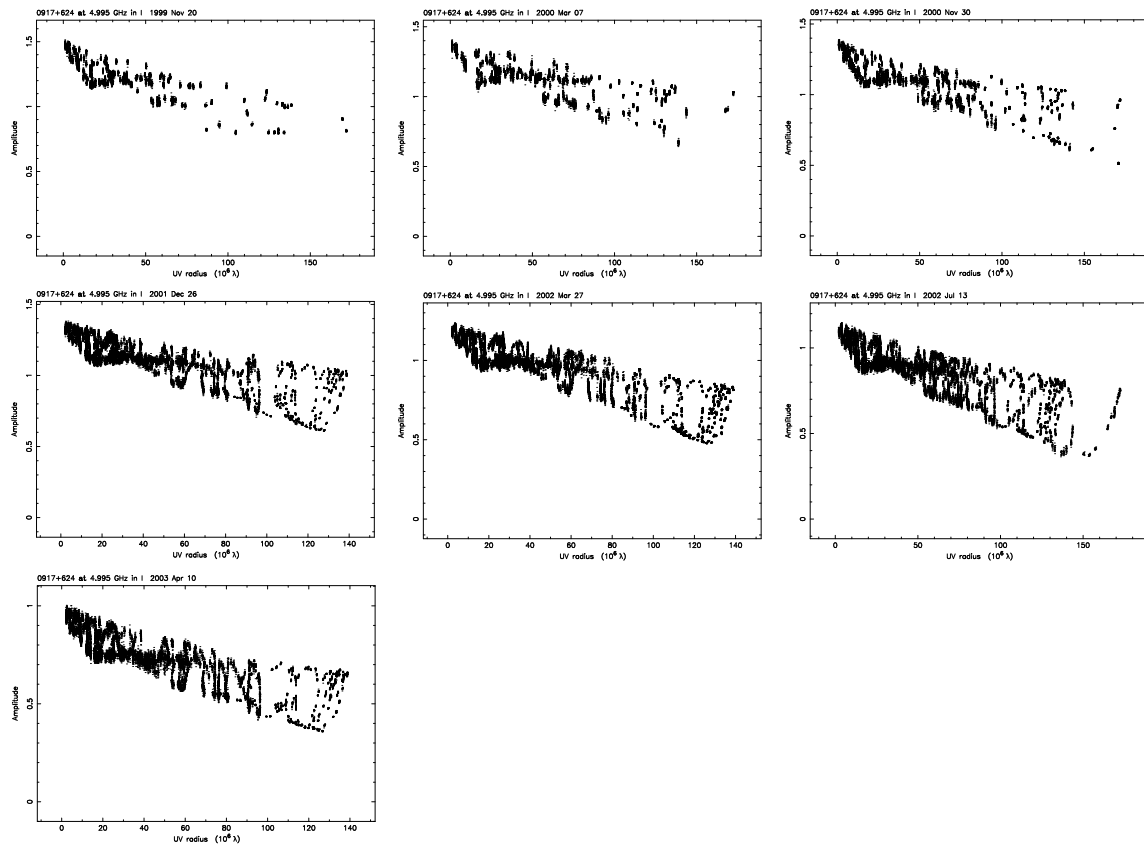 0917+624 at 4.995 GHz in I 1999 Nov 20
1.5
1
0.5
0
Amplitude
0 50 100 150
UV radius (10⁶ λ)
0917+624 at 4.995 GHz in I 2000 Mar 07
1.5
1
0.5
0
Amplitude
0 50 100 150
UV radius (10⁶ λ)
0917+624 at 4.995 GHz in I 2000 Nov 30
1.5
1
0.5
0
Amplitude
0 50 100 150
UV radius (10⁶ λ)
0917+624 at 4.995 GHz in I 2001 Dec 26
1.5
1
0.5
0
Amplitude
0 20 40 60 80 100 120 140
UV radius (10⁶ λ)
0917+624 at 4.995 GHz in I 2002 Mar 27
1
0.5
0
Amplitude
0 20 40 60 80 100 120 140
UV radius (10⁶ λ)
0917+624 at 4.995 GHz in I 2002 Jul 13
1
0.5
0
Amplitude
0 50 100 150
UV radius (10⁶ λ)
0917+624 at 4.995 GHz in I 2003 Apr 10
1
0.5
0
Amplitude
0 20 40 60 80 100 120 140
UV radius (10⁶ λ)